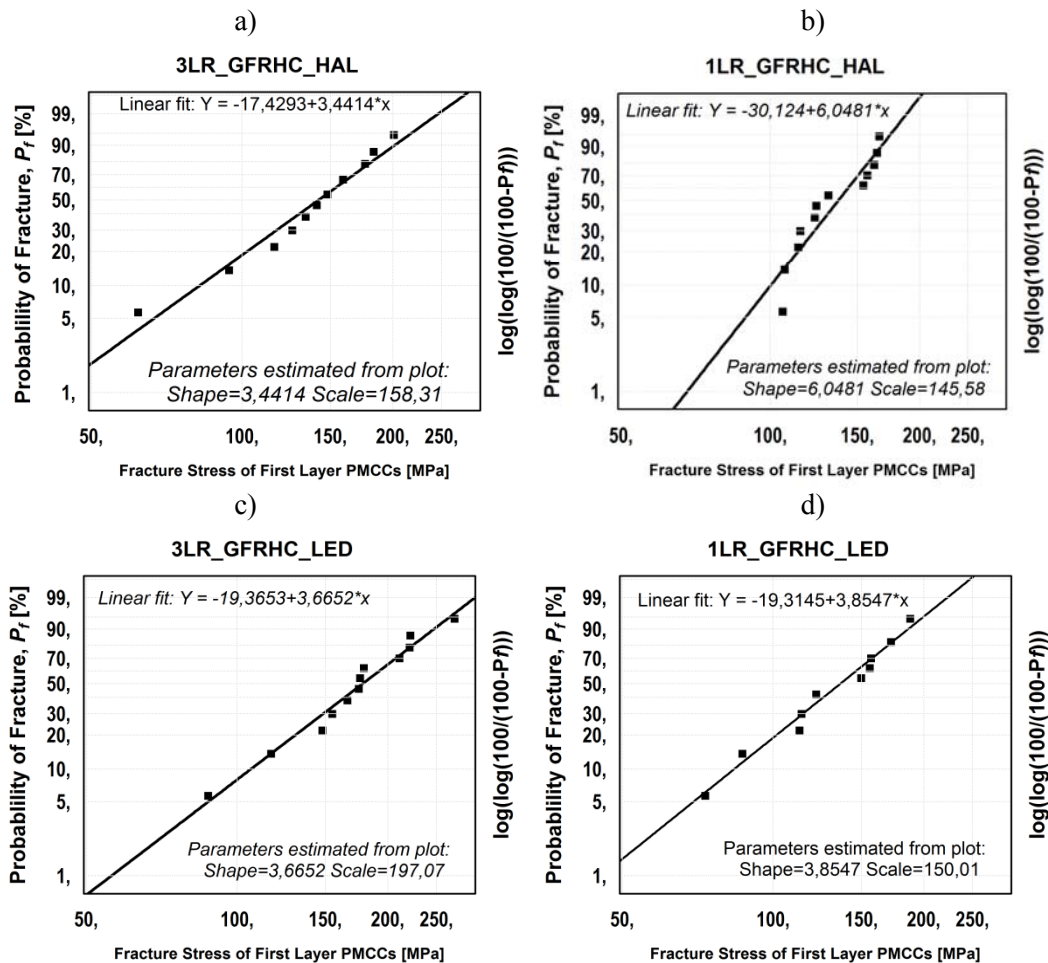 a)
3LR_GFRHC_HAL
Linear fit: Y = -17,4293+3,4414*x
Probablility of Fracture, Pf [%]
99,
90,
70,
50,
30,
20,
10,
5,
1,
log(log(100/(100-Pf)))
Parameters estimated from plot:
Shape=3,4414 Scale=158,31
50,
100,
150,
200,
250,
Fracture Stress of First Layer PMCCs [MPa]
b)
1LR_GFRHC_HAL
Linear fit: Y = -30,124+6,0481*x
Probablility of Fracture, Pf [%]
99,
90,
70,
50,
30,
20,
10,
5,
1,
log(log(100/(100-Pf)))
Parameters estimated from plot:
Shape=6,0481 Scale=145,58
100,
150,
200,
250,
Fracture Stress of First Layer PMCCs [MPa]
c)
3LR_GFRHC_LED
Linear fit: Y = -19,3653+3,6652*x
Probablility of Fracture, Pf [%]
99,
90,
70,
50,
30,
20,
10,
5,
1,
log(log(100/(100-Pf)))
Parameters estimated from plot:
Shape=3,6652 Scale=197,07
50,
100,
150,
200,
250,
Fracture Stress of First Layer PMCCs [MPa]
d)
1LR_GFRHC_LED
Linear fit: Y = -19,3145+3,8547*x
Probablility of Fracture, Pf [%]
99,
90,
70,
50,
30,
20,
10,
5,
1,
log(log(100/(100-Pf)))
Parameters estimated from plot:
Shape=3,8547 Scale=150,01
50,
100,
150,
200,
250,
Fracture Stress of First Layer PMCCs [MPa]